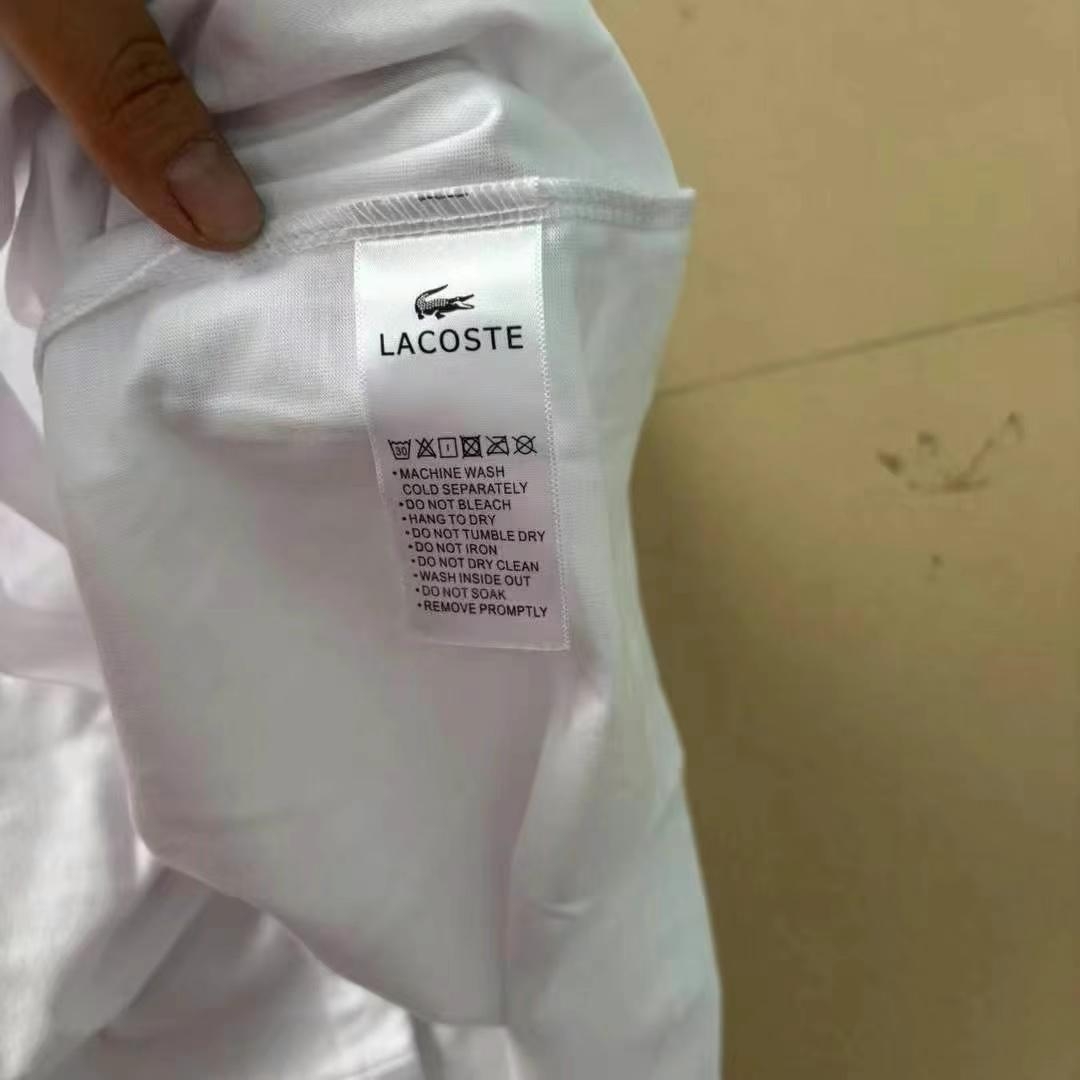 LACOSTE
30
• MACHINE WASH
COLD SEPARATELY
• DO NOT BLEACH
• HANG TO DRY
• DO NOT TUMBLE DRY
• DO NOT IRON
• DO NOT DRY CLEAN
• WASH INSIDE OUT
• DO NOT SOAK
• REMOVE PROMPTLY